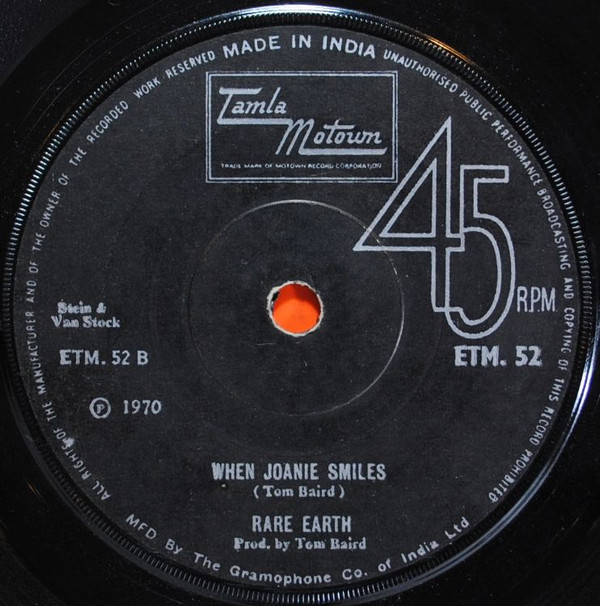 ALL RIGHTS OF THE MANUFACTURER AND OF THE OWNER OF THE RECORDED WORK RESERVED MADE IN INDIA UNAUTHORISED PUBLIC PERFORMANCE BROADCASTING AND COPYING OF THIS RECORD PROHIBITED
Tamla
Motown
TRADE MARK OF MOTOWN RECORD CORPORATION
45
RPM
Stein &
Van Stock
ETM. 52 B
ETM. 52
℗ 1970
WHEN JOANIE SMILES
(Tom Baird)
RARE EARTH
Prod. by Tom Baird
MFD By The Gramophone Co. of India Ltd